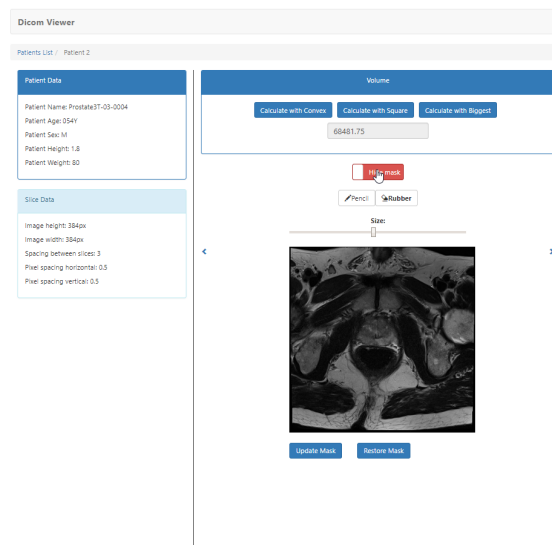 Dicom Viewer
Patients List / Patient 2
Patient Data
Patient Name: Prostate3T-03-0004
Patient Age: 054Y
Patient Sex: M
Patient Height: 1.8
Patient Weight: 80
Slice Data
Image height: 384px
Image width: 384px
Spacing between slices: 3
Pixel spacing horizontal: 0.5
Pixel spacing vertical: 0.5
Volume
Calculate with Convex Calculate with Square Calculate with Biggest
68481.75
Hide mask
Pencil Rubber
Size:
Update Mask Restore Mask